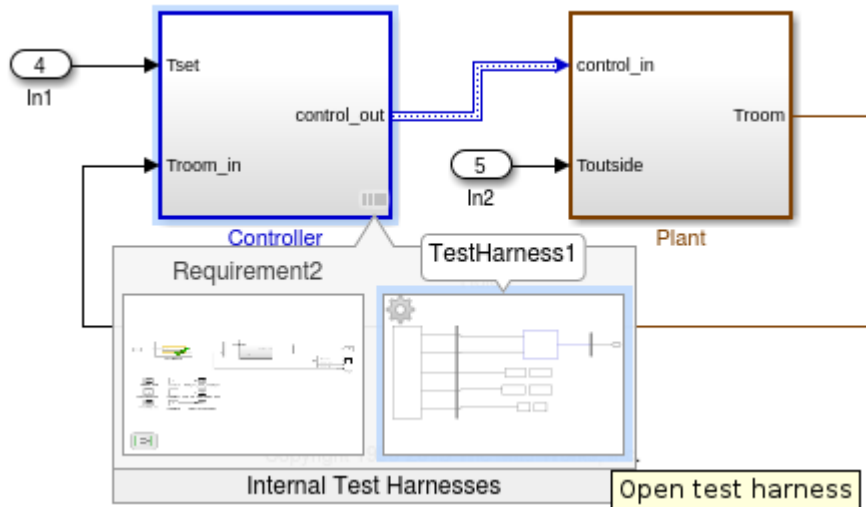 4
In1
Tset
Troom_in
control_out
control_in
Troom
Toutside
5
In2
Controller
Plant
TestHarness1
Requirement2
Internal Test Harnesses
Open test harness